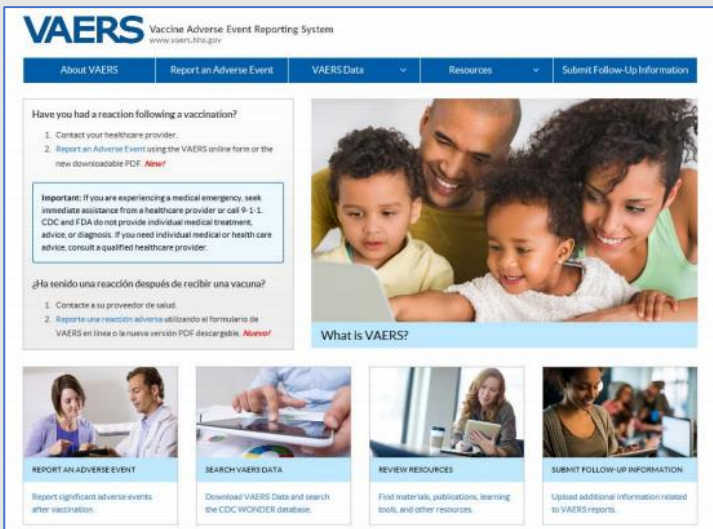 VAERS Vaccine Adverse Event Reporting System
www.vaers.hhs.gov
About VAERS Report an Adverse Event VAERS Data Resources Submit Follow-Up Information
Have you had a reaction following a vaccination?
1. Contact your healthcare provider.
2. Report an Adverse Event using the VAERS online form or the
new downloadable PDF. New!
Important: If you are experiencing a medical emergency, seek
immediate assistance from a healthcare provider or call 9-1-1.
CDC and FDA do not provide individual medical treatment,
advice, or diagnosis. If you need individual medical or health care
advice, consult a qualified healthcare provider.
¿Ha tenido una reacción después de recibir una vacuna?
1. Contacte a su proveedor de salud.
2. Reporte una reacción adversa utilizando el formulario de
VAERS en línea o la nueva versión PDF descargable. Nuevo!
What is VAERS?
REPORT AN ADVERSE EVENT
Report significant adverse events
after vaccination.
SEARCH VAERS DATA
Download VAERS Data and search
the CDC WONDER database.
REVIEW RESOURCES
Find materials, publications, learning
tools, and other resources.
SUBMIT FOLLOW-UP INFORMATION
Upload additional information related
to VAERS reports.